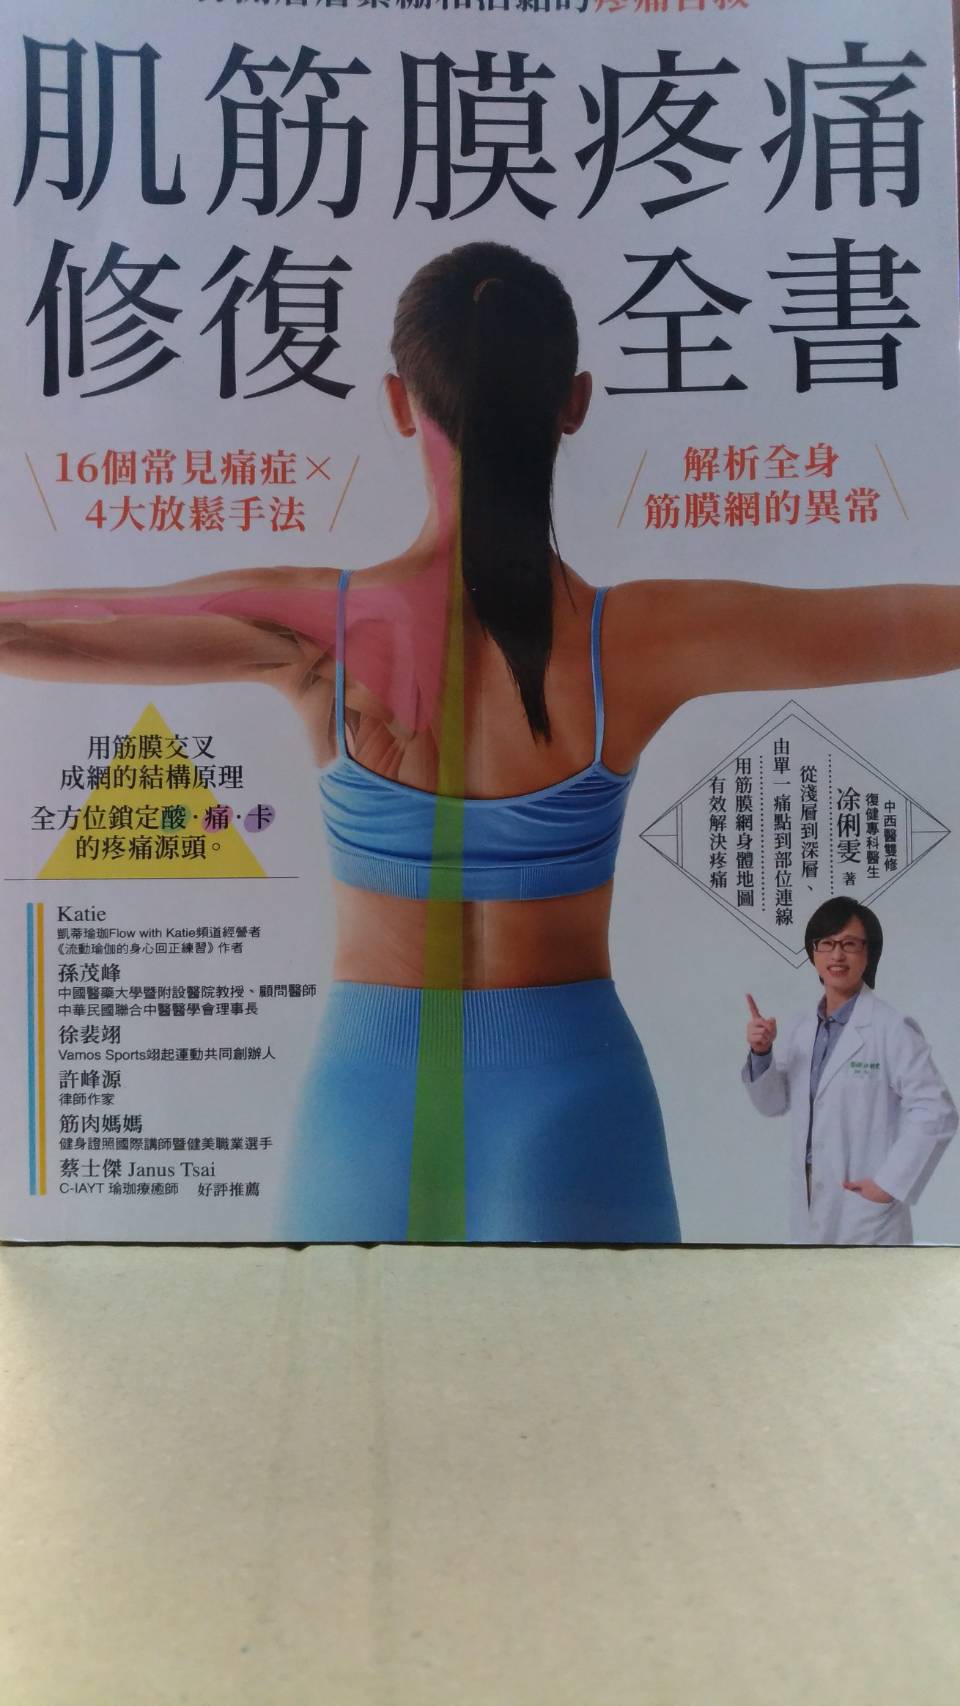 肌筋膜疼痛
修復全書
16個常見痛症×
4大放鬆手法
解析全身
筋膜網的異常
用筋膜交叉
成網的結構原理
全方位鎖定酸·痛·卡
的疼痛源頭。
中西醫雙修
復健專科醫生
凃俐雯 著
從淺層到深層、
由單一痛點到部位連線
用筋膜網身體地圖
有效解決疼痛
Katie
凱蒂瑜珈Flow with Katie頻道經營者
《流動瑜伽的身心回正練習》作者
孫茂峰
中國醫藥大學暨附設醫院教授、顧問醫師
中華民國聯合中醫醫學會理事長
徐裴翊
Vamos Sports翊起運動共同創辦人
許峰源
律師作家
筋肉媽媽
健身證照國際講師暨健美職業選手
蔡士傑 Janus Tsai
C-IAYT 瑜珈療癒師 好評推薦